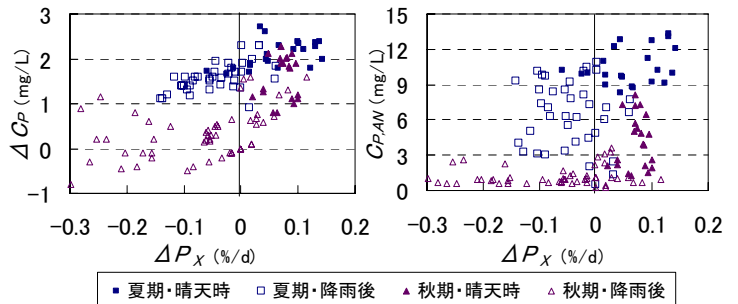 3
2
1
0
-1
ΔC_P (mg/L)
-0.3 -0.2 -0.1 0 0.1 0.2
ΔP_X (%/d)
15
12
9
6
3
0
C_P,AN (mg/L)
-0.3 -0.2 -0.1 0 0.1 0.2
ΔP_X (%/d)
夏期・晴天時 夏期・降雨後 秋期・晴天時 秋期・降雨後